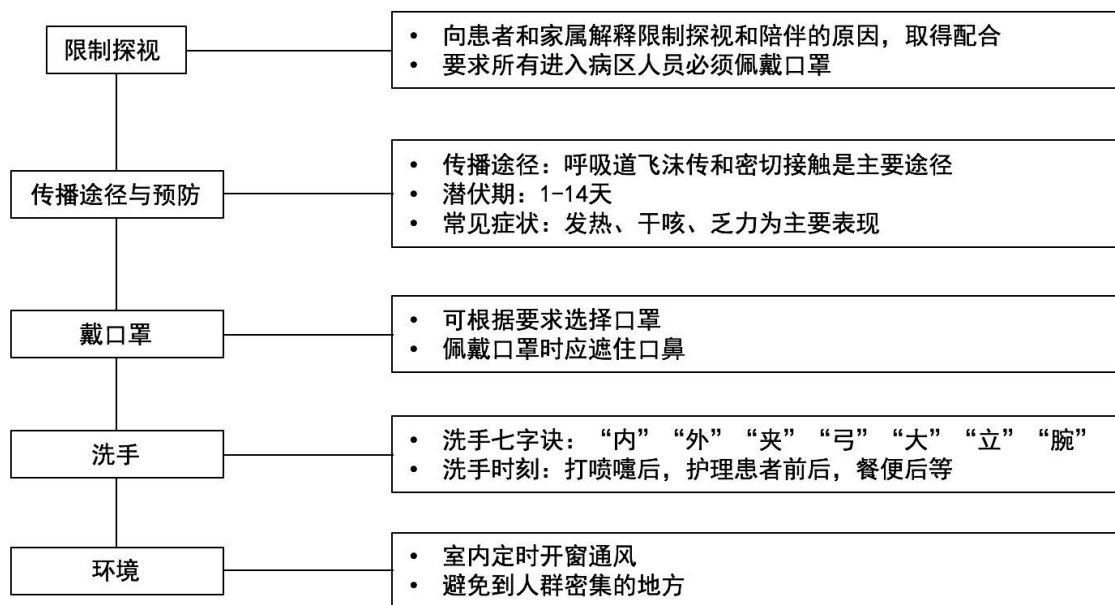 限制探视
• 向患者和家属解释限制探视和陪伴的原因，取得配合
• 要求所有进入病区人员必须佩戴口罩
传播途径与预防
• 传播途径：呼吸道飞沫传和密切接触是主要途径
• 潜伏期：1-14天
• 常见症状：发热、干咳、乏力为主要表现
戴口罩
• 可根据要求选择口罩
• 佩戴口罩时应遮住口鼻
洗手
• 洗手七字诀：“内”“外”“夹”“弓”“大”“立”“腕”
• 洗手时刻：打喷嚏后，护理患者前后，餐便后等
环境
• 室内定时开窗通风
• 避免到人群密集的地方